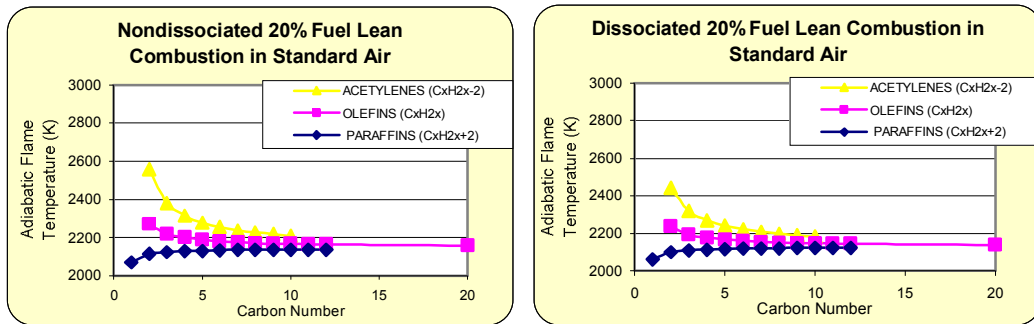 Nondissociated 20% Fuel Lean
Combustion in Standard Air
3000
2800
2600
2400
2200
2000
0
5
10
15
20
Carbon Number
Adiabatic Flame
Temperature (K)
ACETYLENES (CxH2x-2)
OLEFINS (CxH2x)
PARAFFINS (CxH2x+2)
Dissociated 20% Fuel Lean Combustion in
Standard Air
3000
2800
2600
2400
2200
2000
0
5
10
15
20
Carbon Number
Adiabatic Flame
Temperature (K)
ACETYLENES (CxH2x-2)
OLEFINS (CxH2x)
PARAFFINS (CxH2x+2)